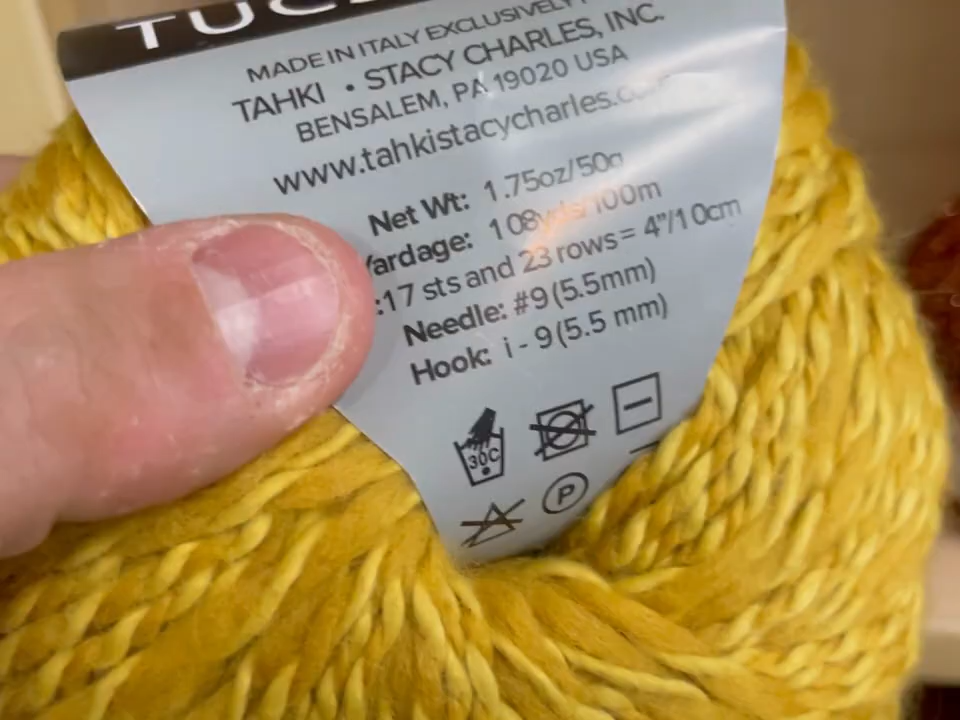 TUC
MADE IN ITALY EXCLUSIVELY
TAHKI • STACY CHARLES, INC.
BENSALEM, PA 19020 USA
www.tahkistacycharles.c
Net Wt: 1.75oz/50g
Yardage: 108yds/100m
:17 sts and 23 rows = 4"/10cm
Needle: #9 (5.5mm)
Hook: i - 9 (5.5 mm)
30C
P